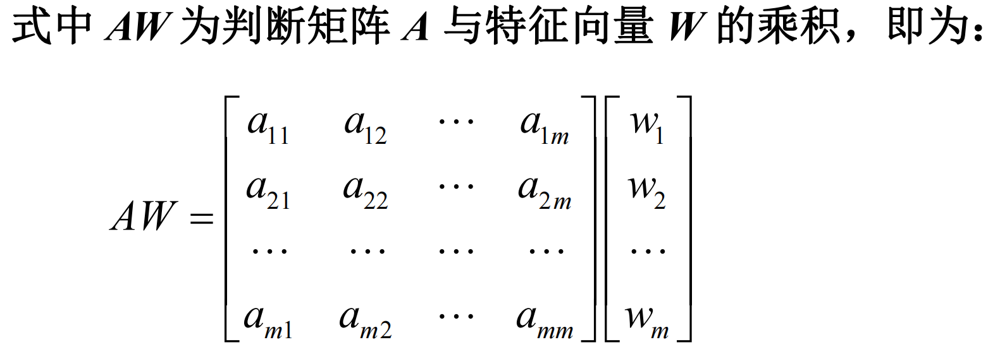 式中 AW 为判断矩阵 A 与特征向量 W 的乘积，即为：
AW = [ a₁₁ a₁₂ ⋯ a₁ₘ ] [ w₁ ]
[ a₂₁ a₂₂ ⋯ a₂ₘ ] [ w₂ ]
[ ⋯ ⋯ ⋯ ⋯ ] [ ⋯ ]
[ aₘ₁ aₘ₂ ⋯ aₘₘ ] [ wₘ ]